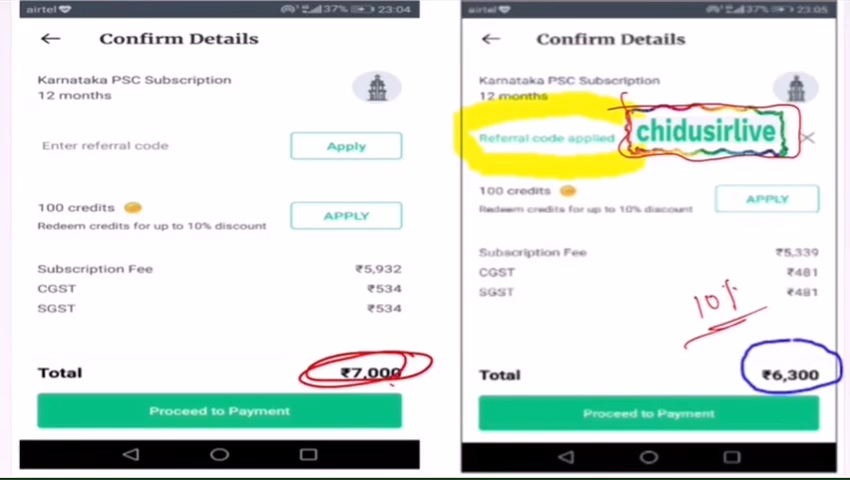 airtel 37% 23:04
Confirm Details
Karnataka PSC Subscription
12 months
Enter referral code Apply
100 credits APPLY
Redeem credits for up to 10% discount
Subscription Fee ₹5,932
CGST ₹534
SGST ₹534
Total ₹7,000
Proceed to Payment
airtel 37% 23:05
Confirm Details
Karnataka PSC Subscription
12 months
Referral code applied chidusirlive
100 credits APPLY
Redeem credits for up to 10% discount
Subscription Fee ₹5,339
CGST ₹481
SGST ₹481
10%
Total ₹6,300
Proceed to Payment